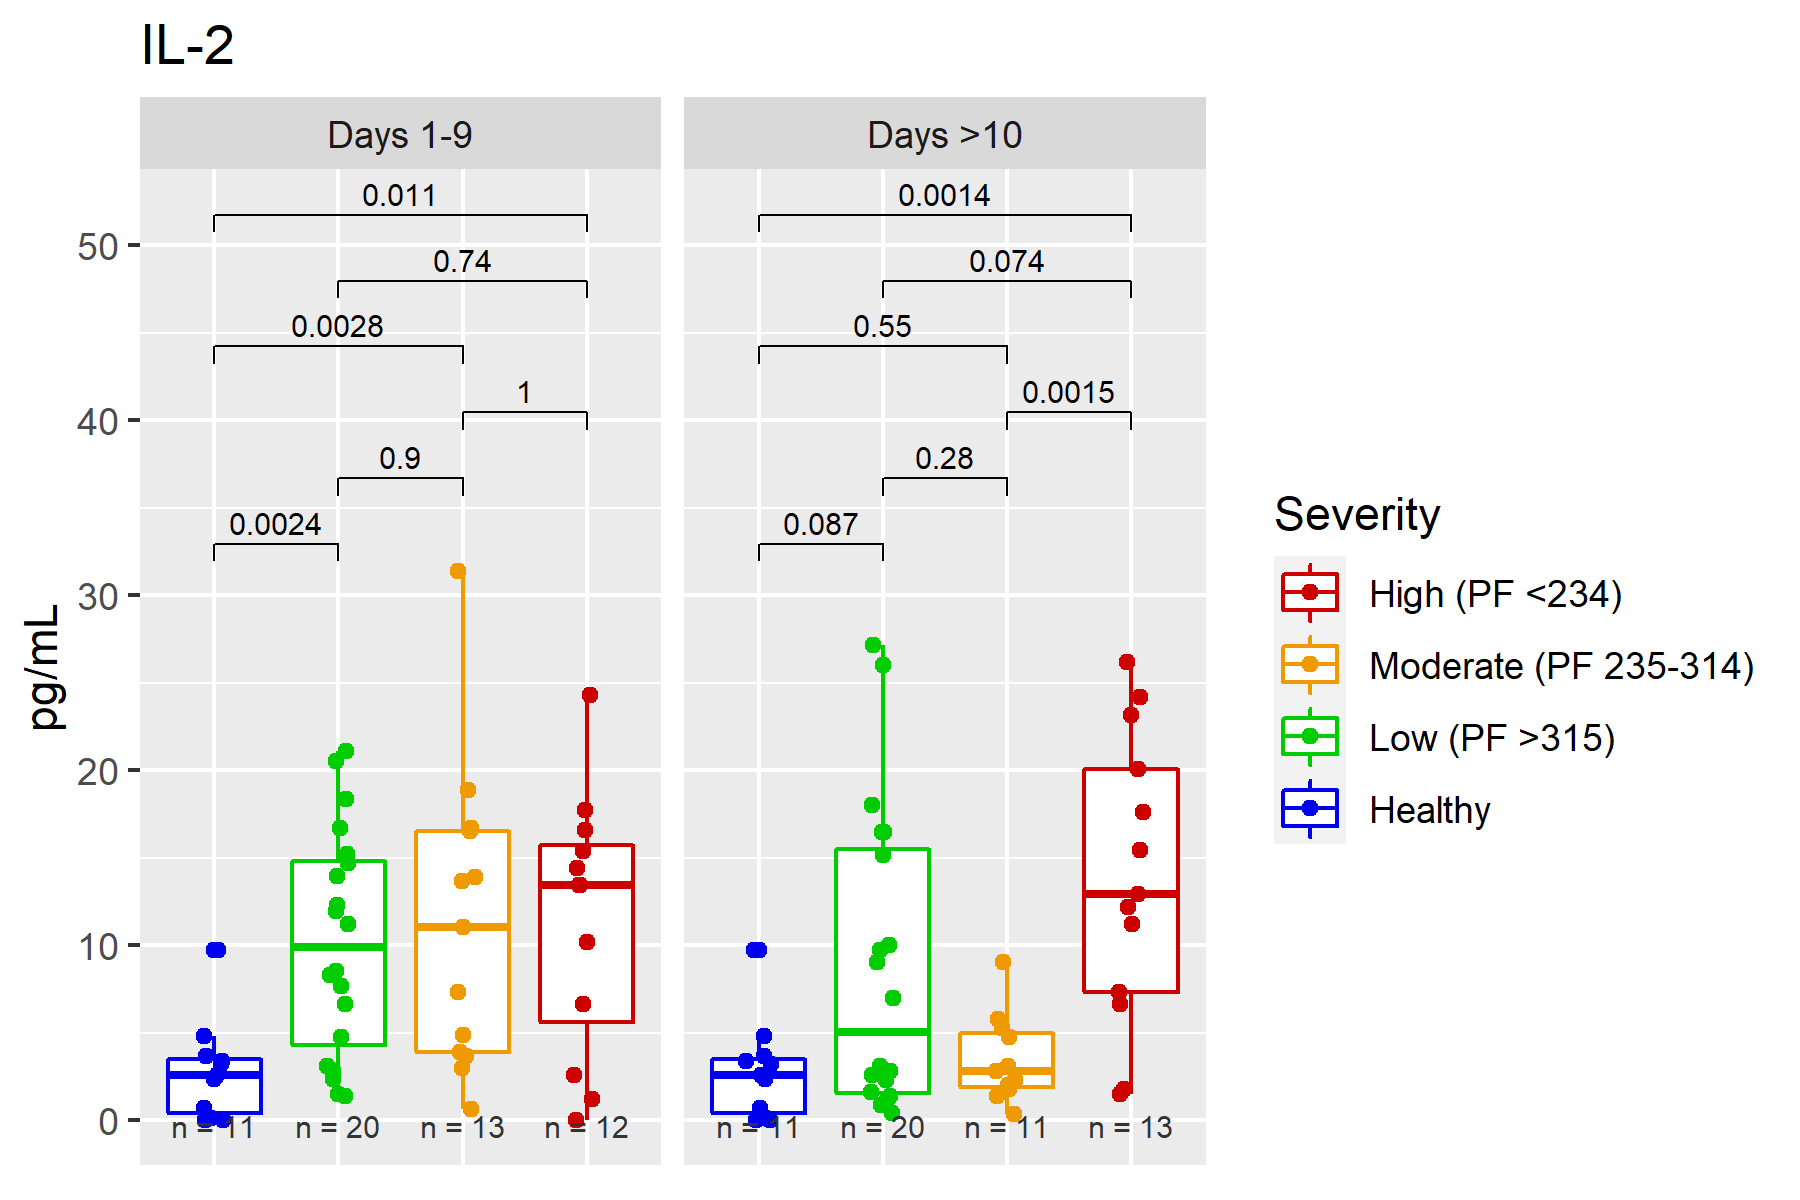 IL-2
Days 1-9
Days >10
0.011
0.0014
0.74
0.074
0.0028
0.55
1
0.0015
0.9
0.28
0.0024
0.087
50
40
30
20
10
0
pg/mL
n = 11
n = 20
n = 13
n = 12
n = 11
n = 20
n = 11
n = 13
Severity
High (PF <234)
Moderate (PF 235-314)
Low (PF >315)
Healthy